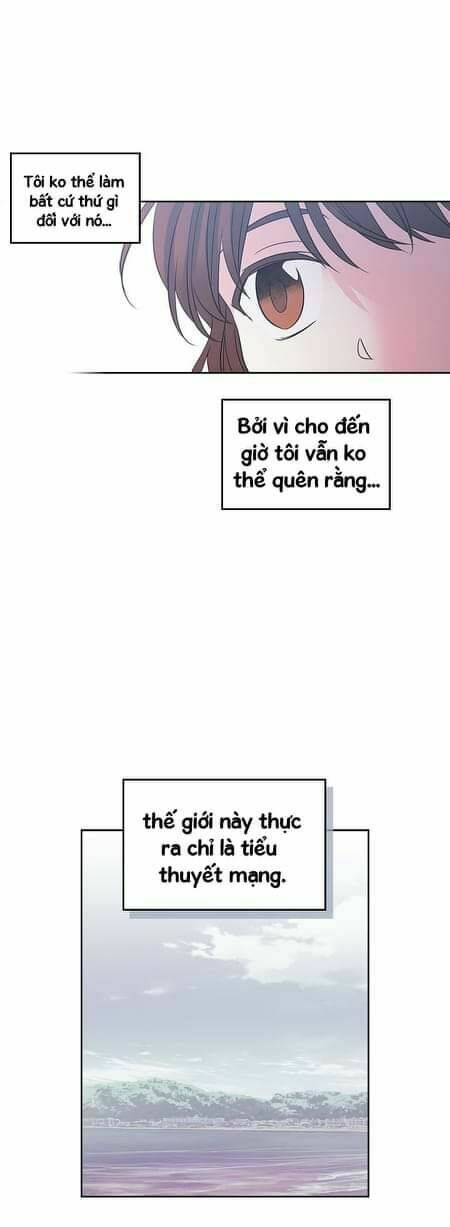 Tôi ko thể làm
bất cứ thứ gì
đối với nó...
Bởi vì cho đến
giờ tôi vẫn ko
thể quên rằng...
thế giới này thực
ra chỉ là tiểu
thuyết mạng.